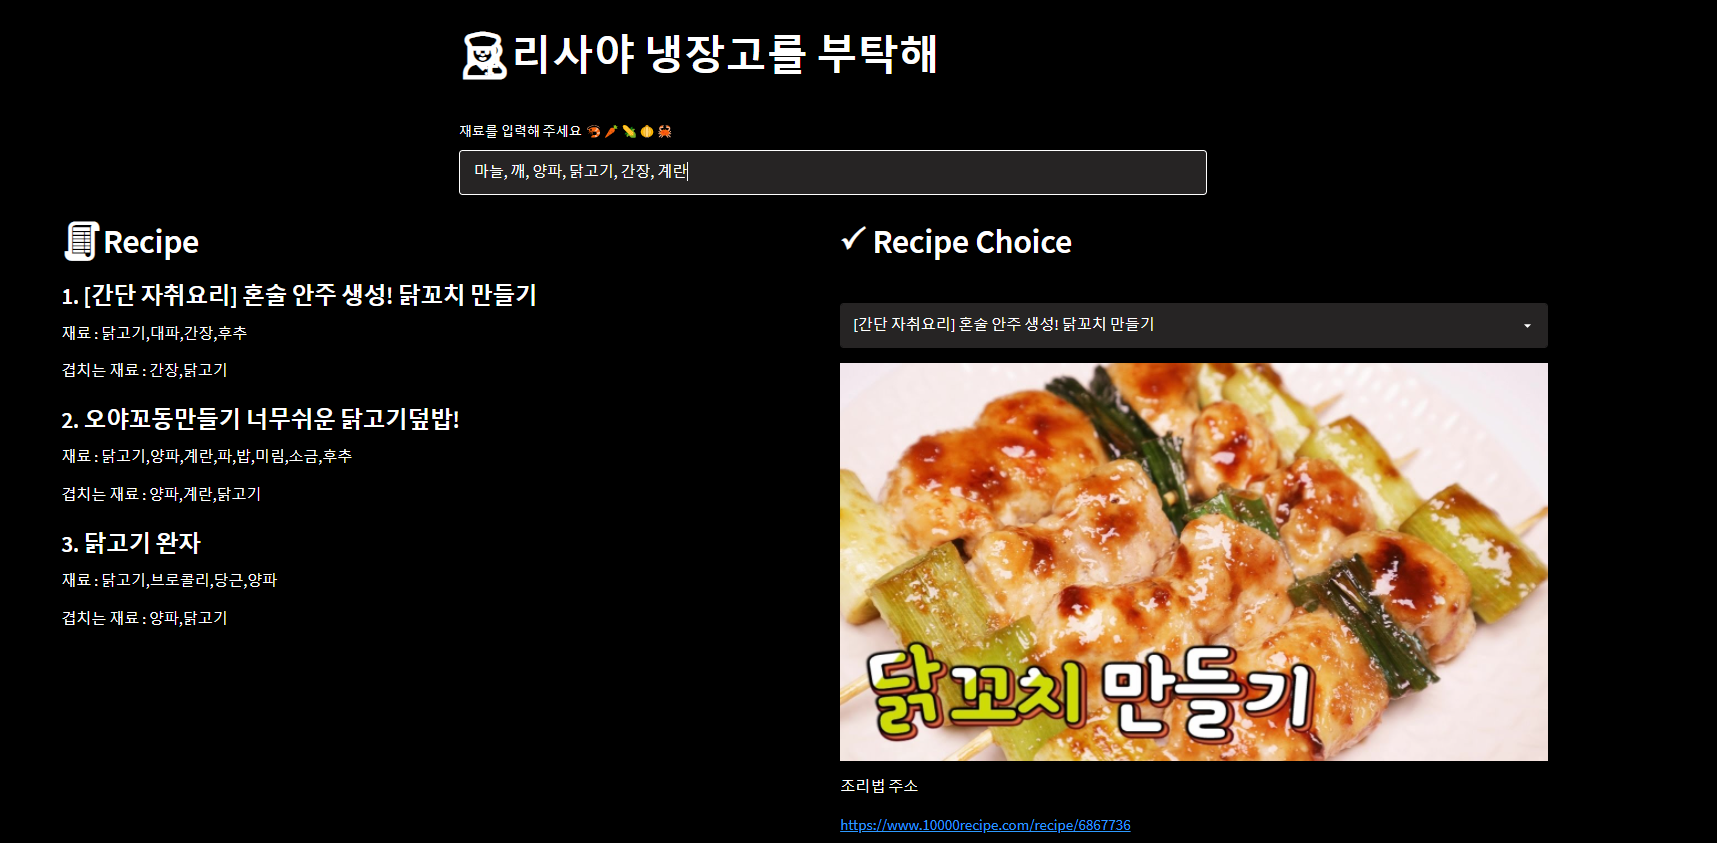 리사야 냉장고를 부탁해
재료를 입력해 주세요
마늘, 깨, 양파, 닭고기, 간장, 계란
Recipe
1. [간단 자취요리] 혼술 안주 생성! 닭꼬치 만들기
재료 : 닭고기,대파,간장,후추
겹치는 재료 : 간장,닭고기
2. 오야꼬동만들기 너무쉬운 닭고기덮밥!
재료 : 닭고기,양파,계란,파,밥,미림,소금,후추
겹치는 재료 : 양파,계란,닭고기
3. 닭고기 완자
재료 : 닭고기,브로콜리,당근,양파
겹치는 재료 : 양파,닭고기
Recipe Choice
[간단 자취요리] 혼술 안주 생성! 닭꼬치 만들기
닭꼬치 만들기
조리법 주소
https://www.10000recipe.com/recipe/6867736